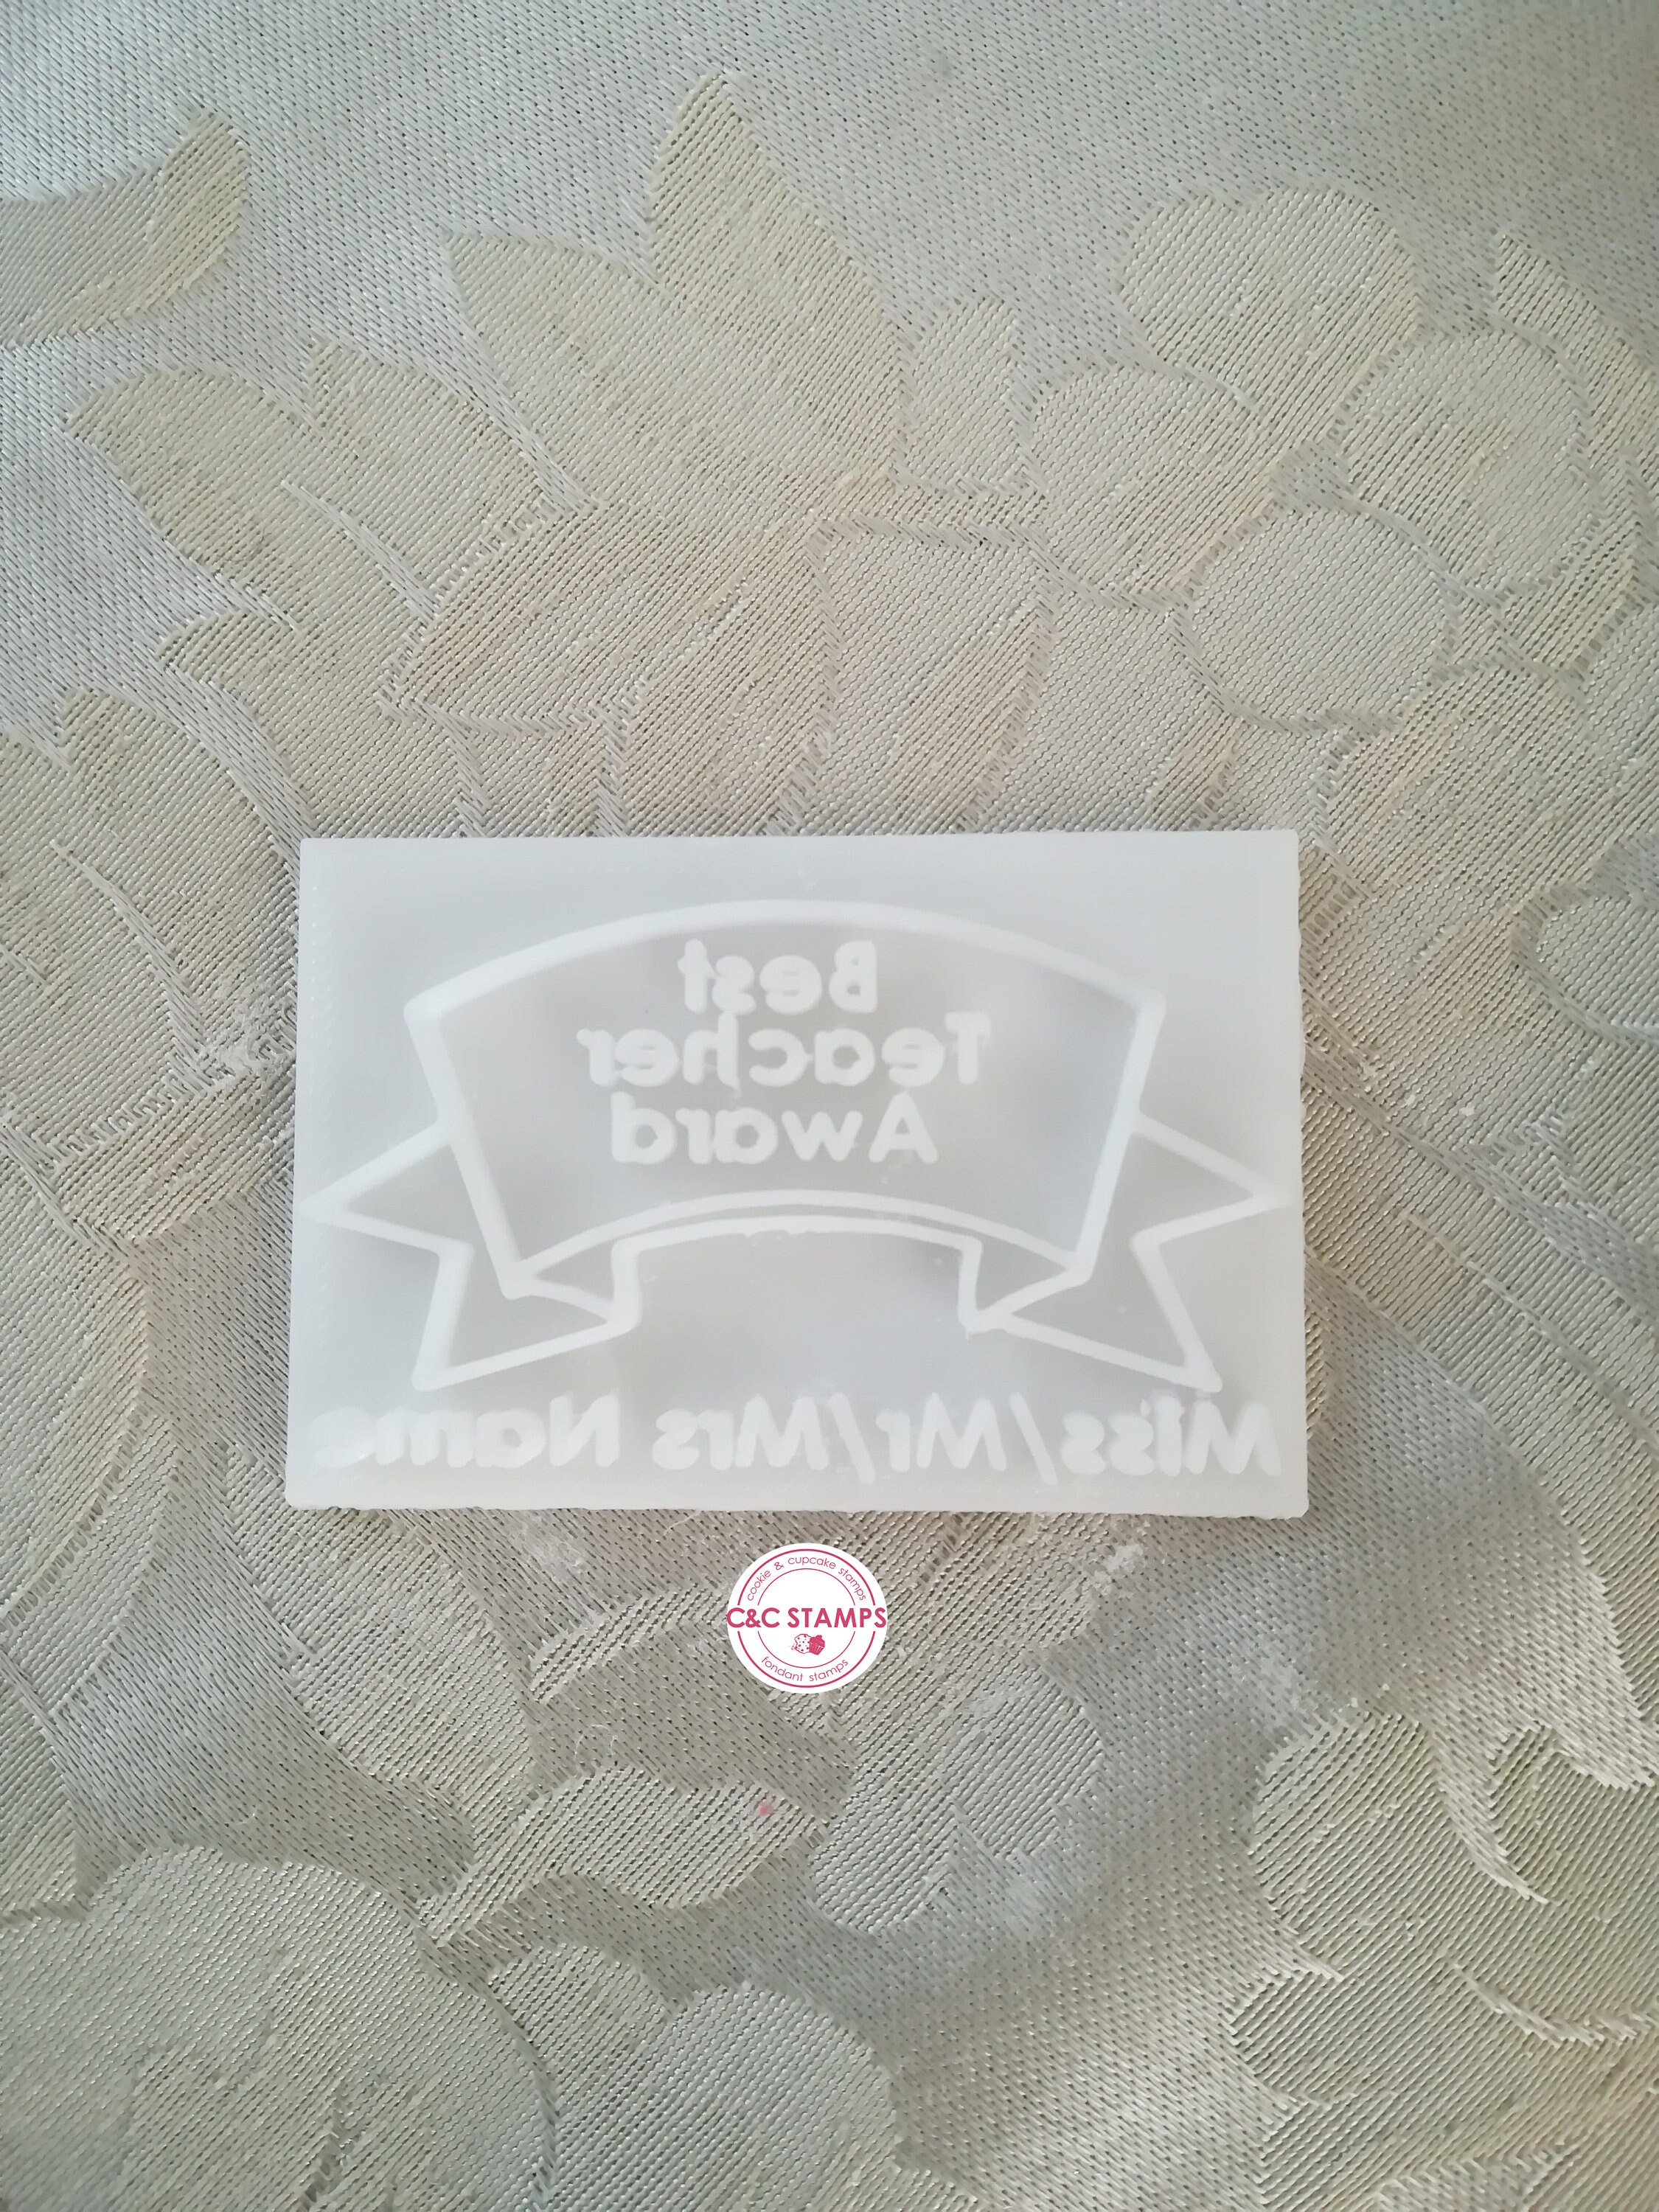 Best
Teacher
Award
Miss/Mr/Mrs Name
cookie & cupcake stamps
C&C STAMPS
fondant stamps